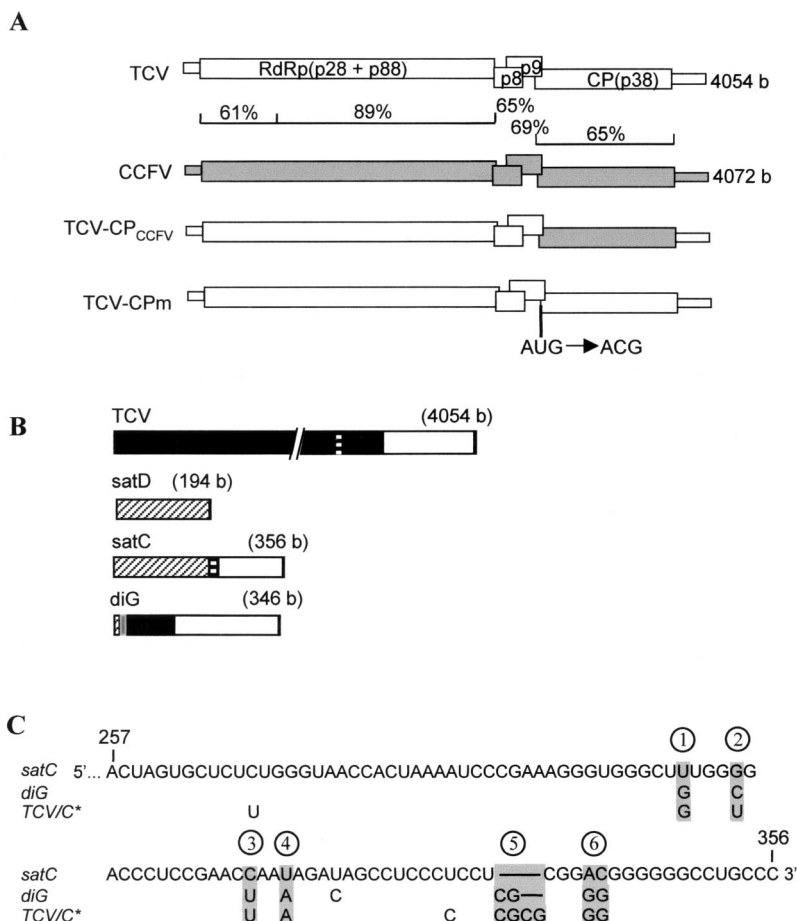 A
TCV
RdRp(p28 + p88)
p8
p9
CP(p38)
4054 b
61%
89%
65%
69%
65%
CCFV
4072 b
TCV-CPCCFV
TCV-CPm
AUG→ACG
B
TCV
(4054 b)
satD (194 b)
satC (356 b)
diG (346 b)
C
257
① ②
satC 5'... ACUAGUGCUCUCUGGGUAACCACUAAAAUCCCGAAAGGGUGGGCUUUGGGG
diG G C
TCV/C* U G U
③ ④ ⑤ ⑥ 356
satC ACCCUCCGAACCAAUAGAUAGCCUCCCUCCU—CGGACGGGGGGCCUGCCC 3'
diG U A C CG— GG
TCV/C* U A C CGCG GG